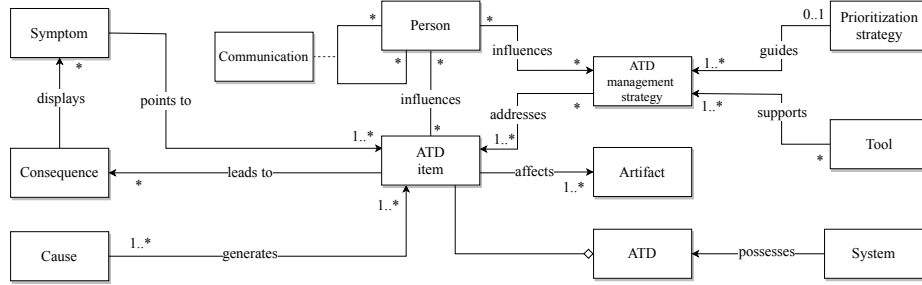 Symptom
*
displays
Consequence
*
points to
1..*
leads to
Cause
1..*
generates
1..*
Communication
*
*
Person
*
*
influences
*
influences
*
ATD
item
addresses
1..*
*
ATD
management
strategy
1..*
guides
0..1
Prioritization
strategy
1..*
supports
*
Tool
affects
1..*
Artifact
ATD
possesses
System